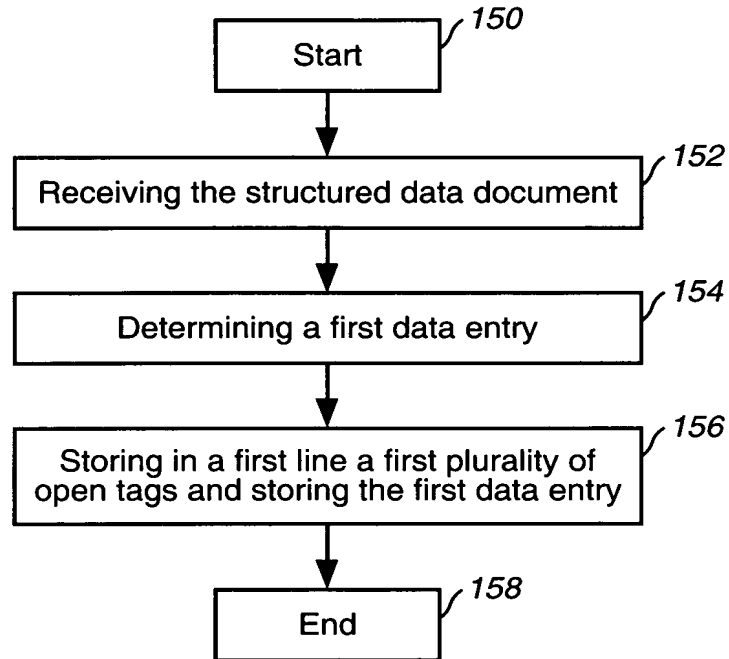 150
Start
152
Receiving the structured data document
154
Determining a first data entry
156
Storing in a first line a first plurality of
open tags and storing the first data entry
158
End